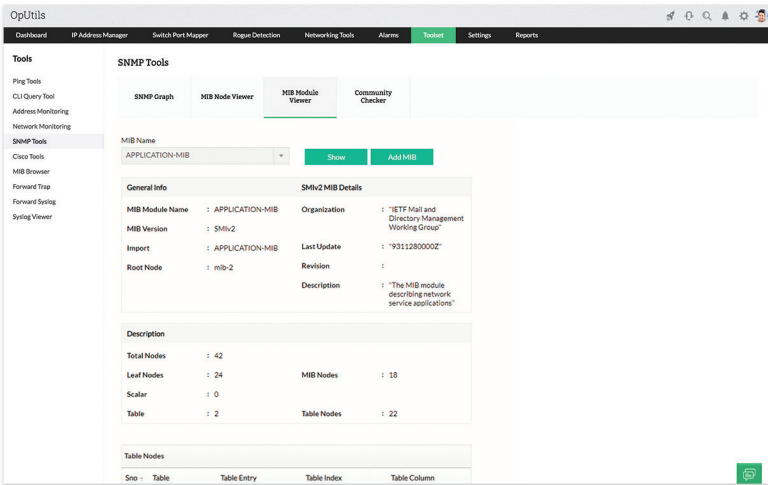 OpUtils
Dashboard IP Address Manager Switch Port Mapper Rogue Detection Networking Tools Alarms Toolset Settings Reports
Tools
Ping Tools
CLI Query Tool
Address Monitoring
Network Monitoring
SNMP Tools
Cisco Tools
MIB Browser
Forward Trap
Forward Syslog
Syslog Viewer
SNMP Tools
SNMP Graph MIB Node Viewer MIB Module Viewer Community Checker
MIB Name
APPLICATION-MIB Show Add MIB
General Info SMIv2 MIB Details
MIB Module Name : APPLICATION-MIB
MIB Version : SMIv2
Import : APPLICATION-MIB
Root Node : mib-2
Organization : "IETF Mail and
Directory Management
Working Group"
Last Update : "9311280000Z"
Revision :
Description : "The MIB module
describing network
service applications"
Description
Total Nodes : 42
Leaf Nodes : 24 MIB Nodes : 18
Scalar : 0
Table : 2 Table Nodes : 22
Table Nodes
Sno Table Table Entry Table Index Table Column